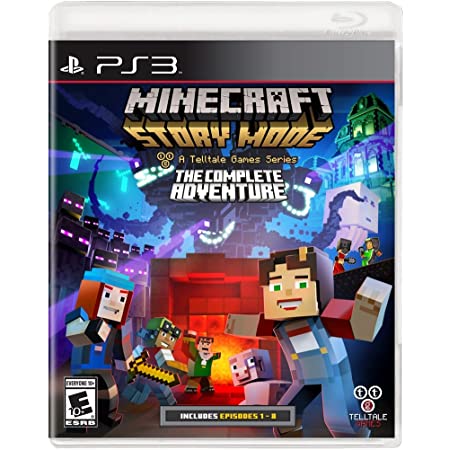 PS3
MINECRAFT
STORY MODE
A Telltale Games Series
THE COMPLETE
ADVENTURE
EVERYONE 10+
E
10+
ESRB
INCLUDES EPISODES 1 - 8
TELLTALE
GAMES